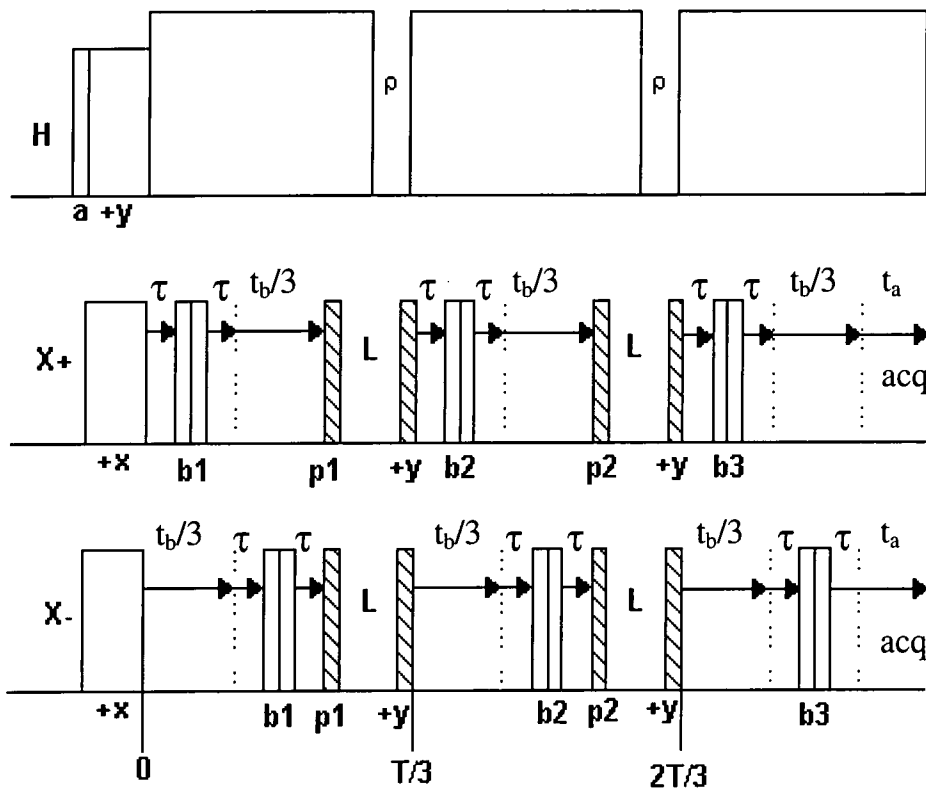 ρ ρ
H
a +y
τ τ t_b/3 τ τ t_b/3 τ τ t_b/3 t_a
X+ L L
acq
+x b1 p1 +y b2 p2 +y b3
t_b/3 τ τ t_b/3 τ τ t_b/3 τ τ t_a
X- L L
acq
+x b1 p1 +y b2 p2 +y b3
0 T/3 2T/3